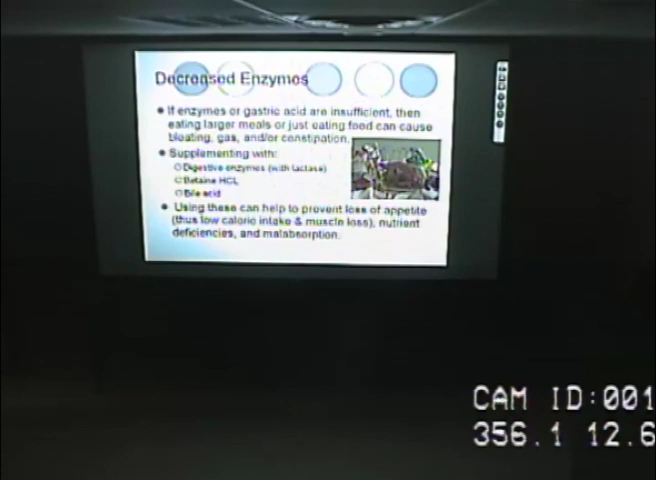 Decreased Enzymes
If enzymes or gastric acid are insufficient, then
eating larger meals or just eating food can cause
bloating, gas, and/or constipation.
Supplementing with:
Digestive enzymes (with lactase)
Betaine HCL
Bile acid
Using these can help to prevent loss of appetite
(thus low caloric intake & muscle loss), nutrient
deficiencies, and malabsorption.
CAM ID:001
356.1 12.6